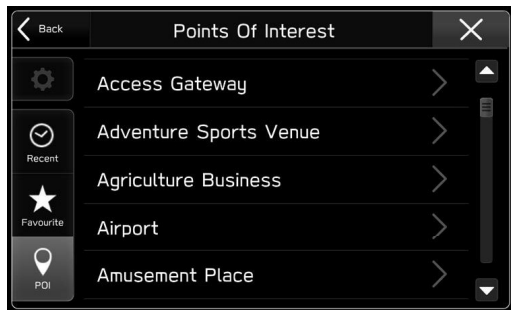 Back
Points Of Interest
Access Gateway
Adventure Sports Venue
Recent
Agriculture Business
Favourite
Airport
POI
Amusement Place